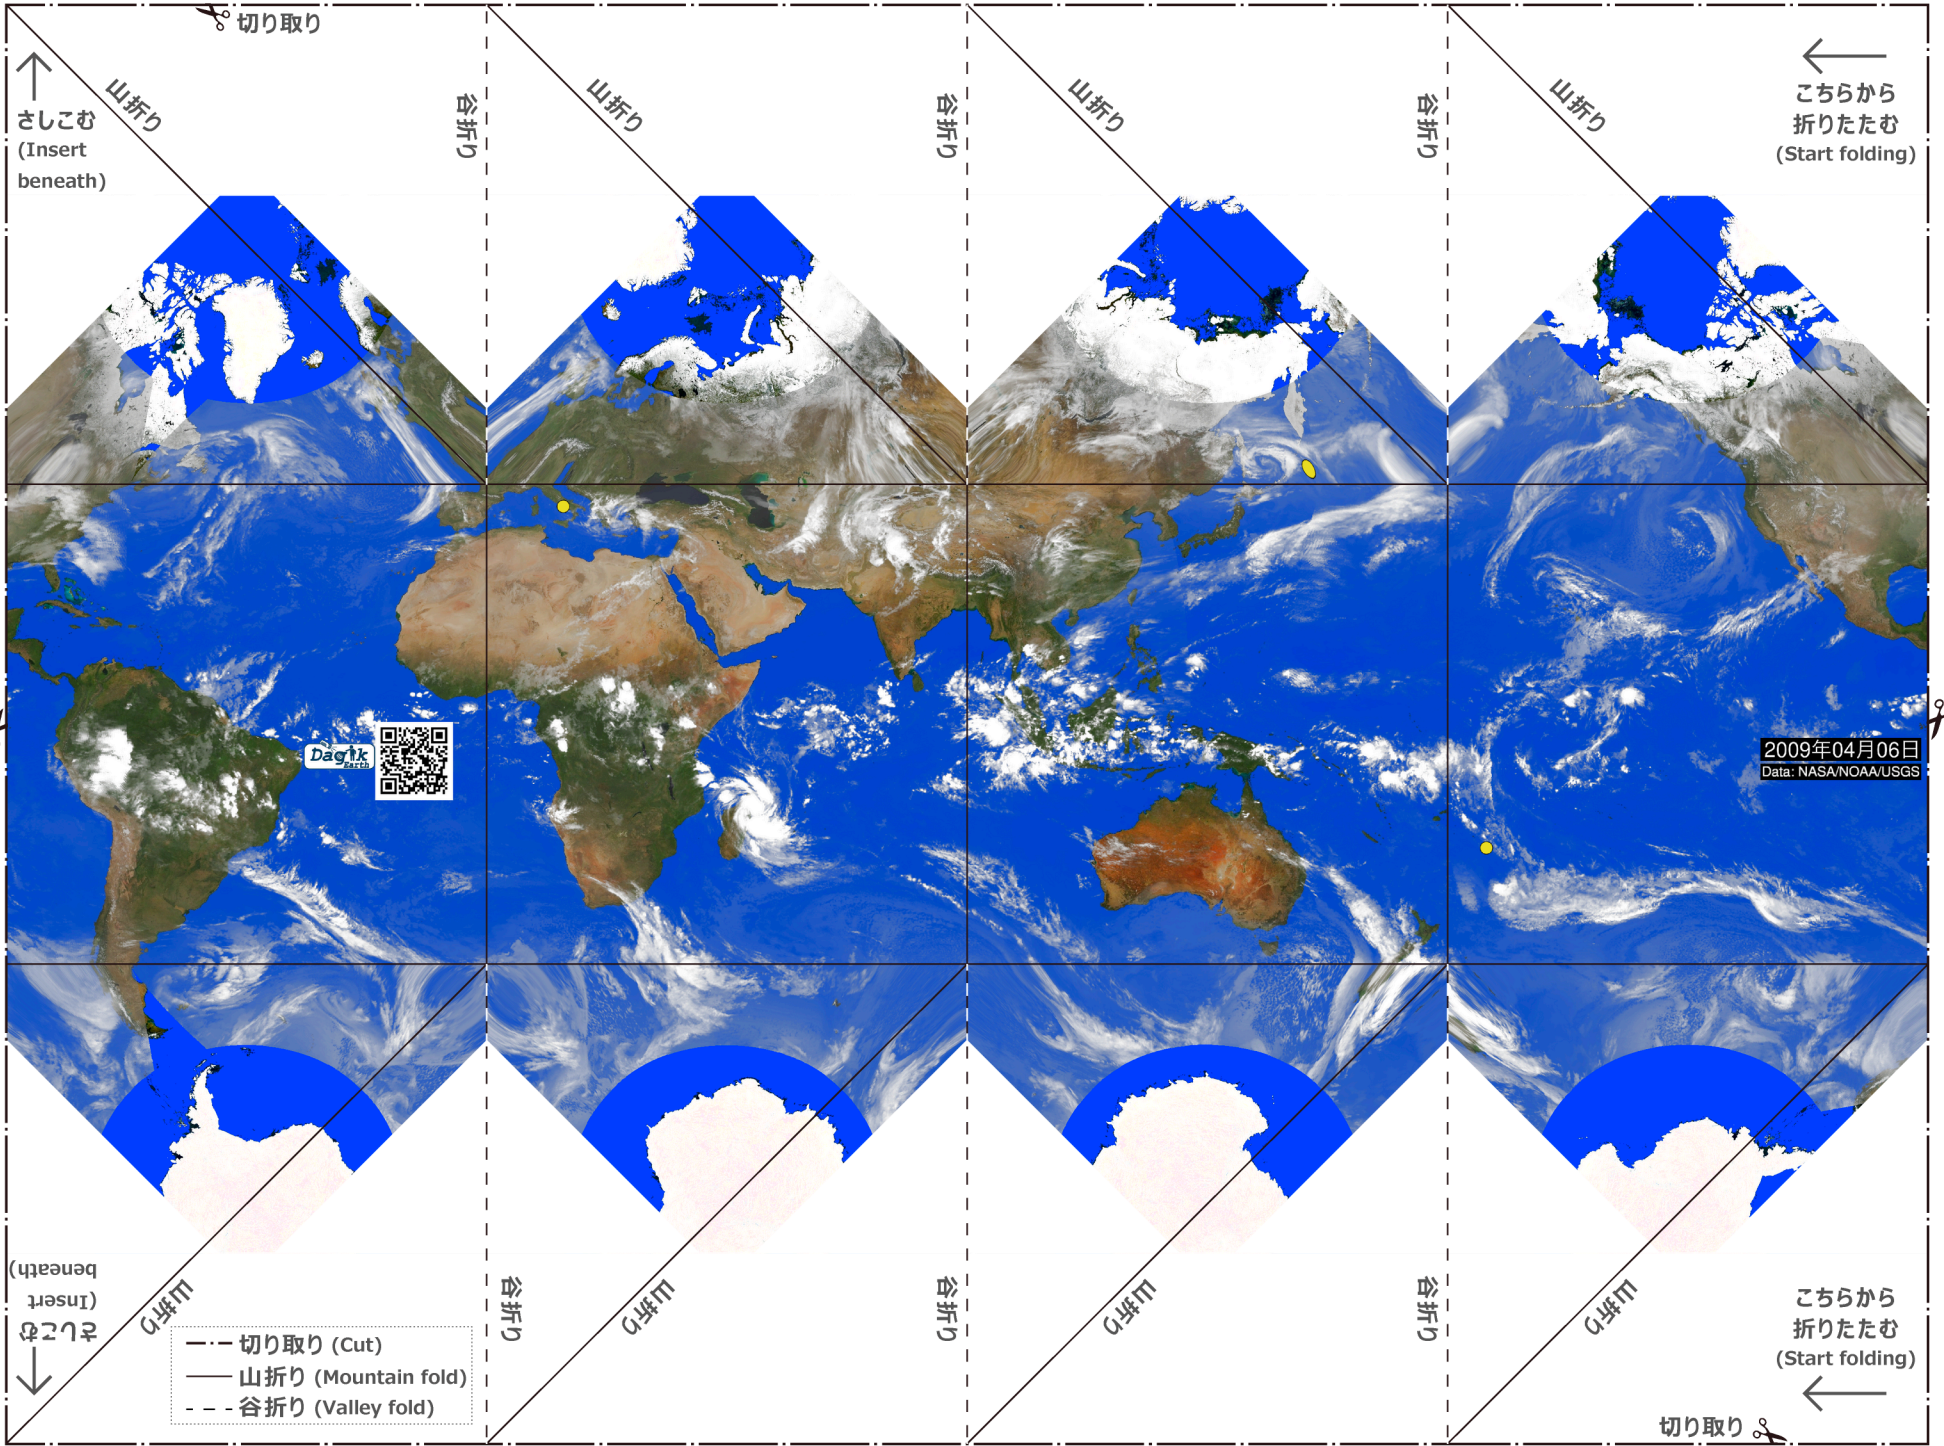 切り取り
山折り
谷折り
山折り
谷折り
山折り
谷折り
山折り
さしこむ
(Insert
beneath)
こちらから
折りたたむ
(Start folding)
Dagik
Earth
2009年04月06日
Data: NASA/NOAA/USGS
さしこむ
(Insert
beneath)
山折り
谷折り
山折り
谷折り
山折り
谷折り
山折り
こちらから
折りたたむ
(Start folding)
切り取り (Cut)
山折り (Mountain fold)
谷折り (Valley fold)
切り取り